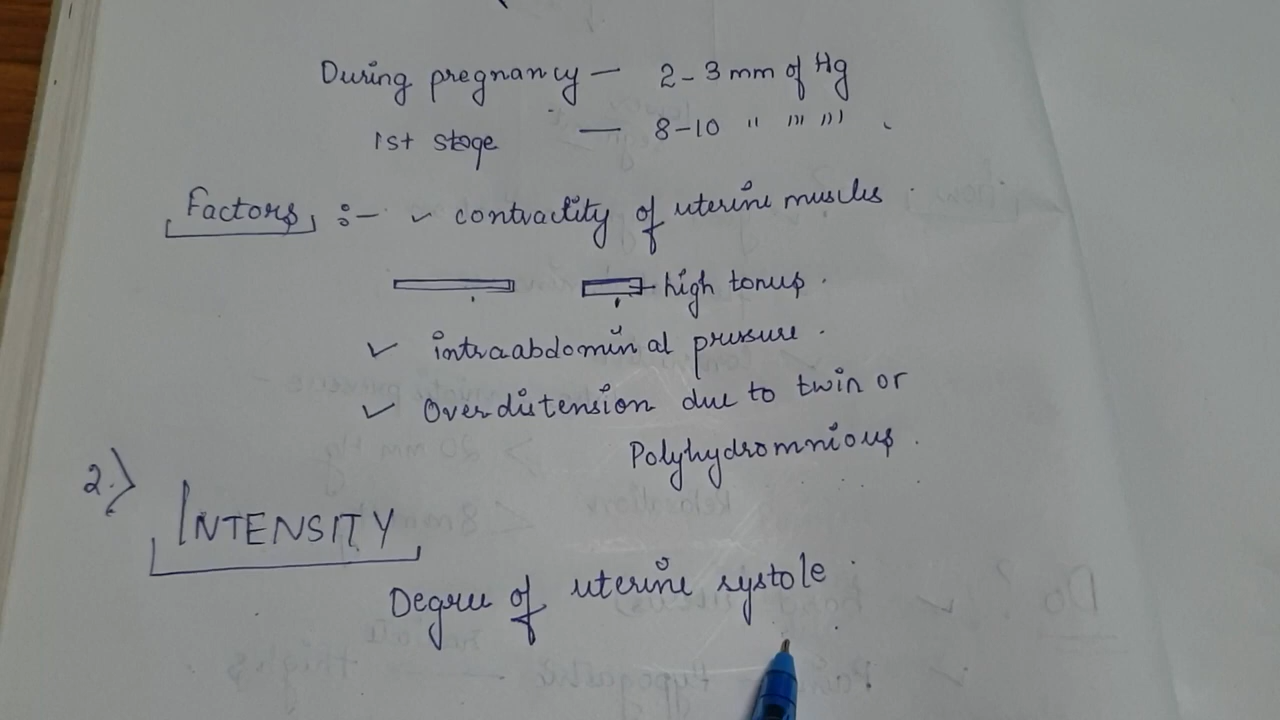 During pregnancy — 2-3 mm of Hg
1st stage — 8-10 " " "
Factors :- ✓ contractity of uterine muscles
high tonus.
✓ intraabdominal pressure.
✓ Overdistension due to twin or
Polyhydromnious.
2.) INTENSITY
Degree of uterine systole